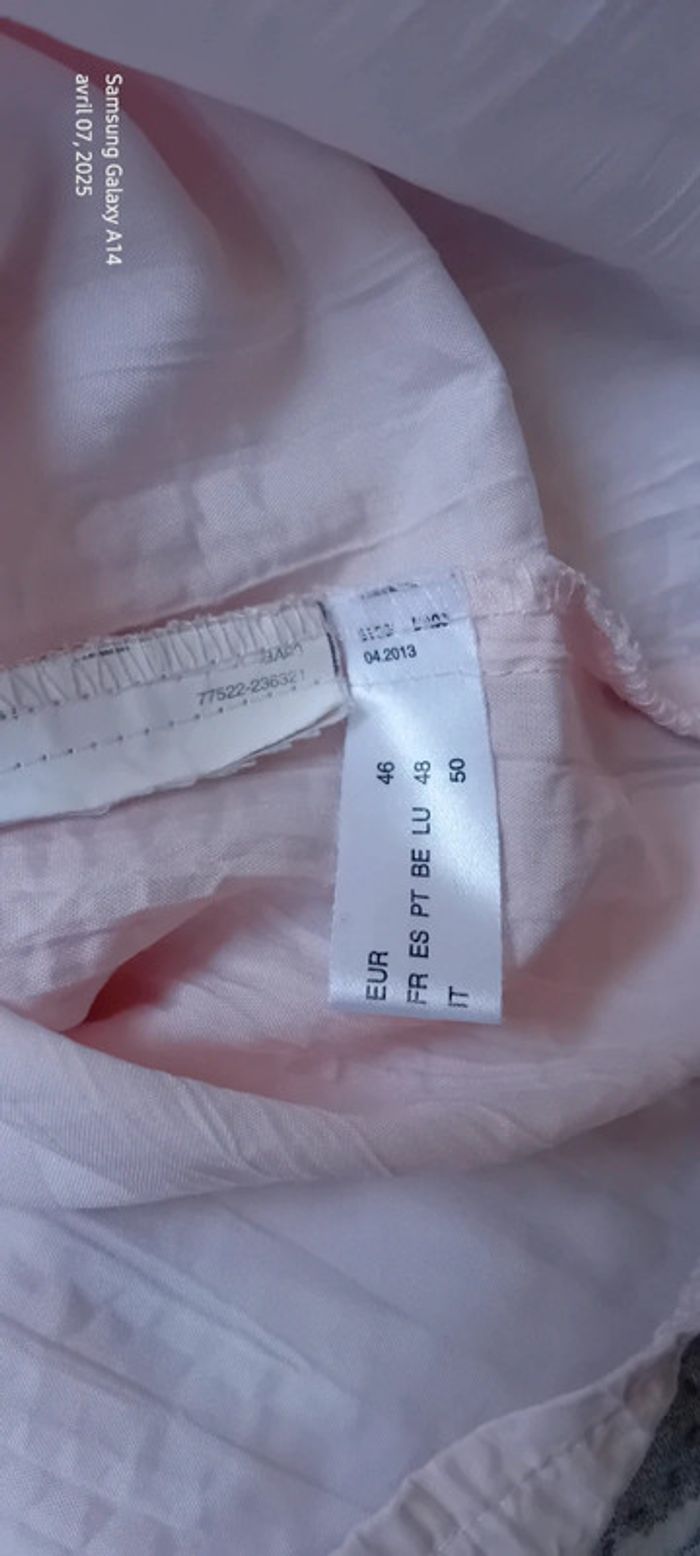 Samsung Galaxy A14
avril 07, 2025
04.2013
77522-236321
EUR 46
FR ES PT BE LU 48
IT 50